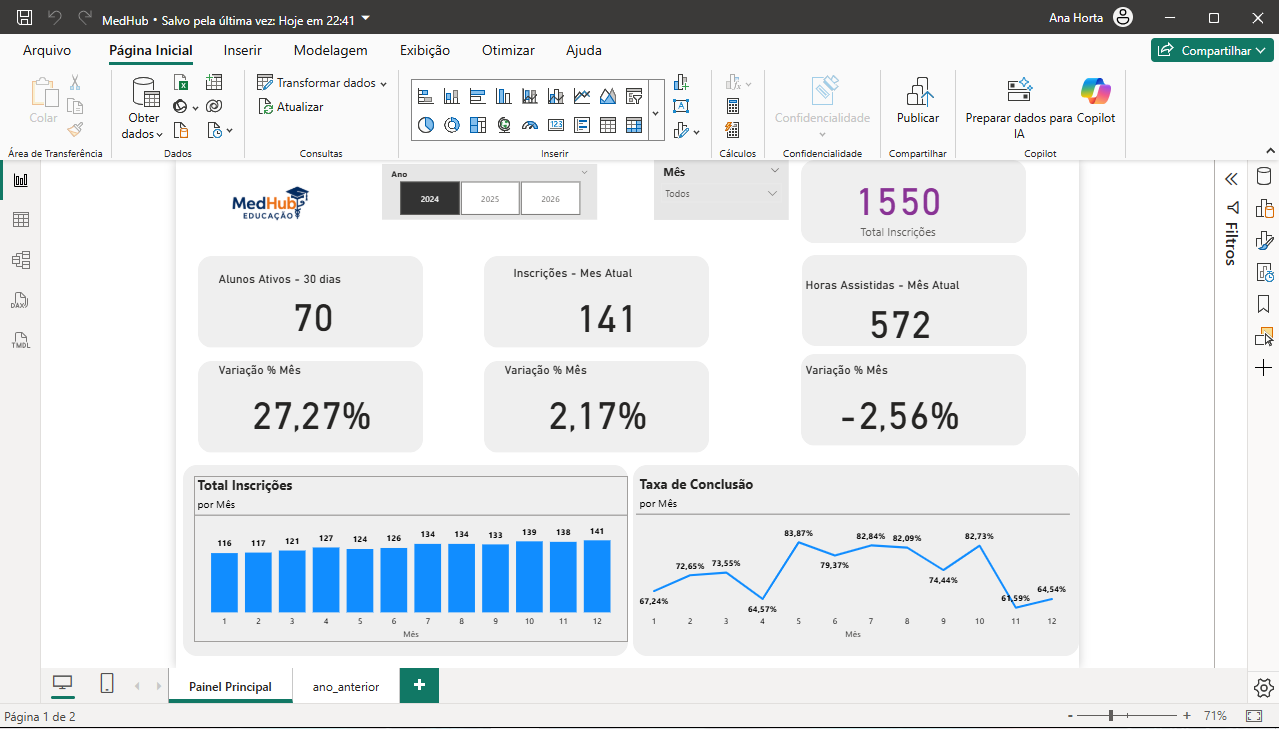 MedHub • Salvo pela última vez: Hoje em 22:41
Ana Horta
Arquivo
Página Inicial
Inserir
Modelagem
Exibição
Otimizar
Ajuda
Compartilhar
Colar
Obter dados
Transformar dados
Atualizar
Confidencialidade
Publicar
Preparar dados para IA
Copilot
Área de Transferência
Dados
Consultas
Inserir
Cálculos
Confidencialidade
Compartilhar
Copilot
DAX
TMDL
MedHub
EDUCAÇÃO
Ano
2024
2025
2026
Mês
Todos
1550
Total Inscrições
Filtros
Alunos Ativos - 30 dias
70
Inscrições - Mes Atual
141
Horas Assistidas - Mês Atual
572
Variação % Mês
27,27%
Variação % Mês
2,17%
Variação % Mês
-2,56%
Total Inscrições
por Mês
116 117 121 127 124 126 134 134 133 139 138 141
1 2 3 4 5 6 7 8 9 10 11 12
Mês
Taxa de Conclusão
por Mês
67,24% 72,65% 73,55% 64,57% 83,87% 79,37% 82,84% 82,09% 74,44% 82,73% 61,59% 64,54%
1 2 3 4 5 6 7 8 9 10 11 12
Mês
Painel Principal
ano_anterior
Página 1 de 2
71%